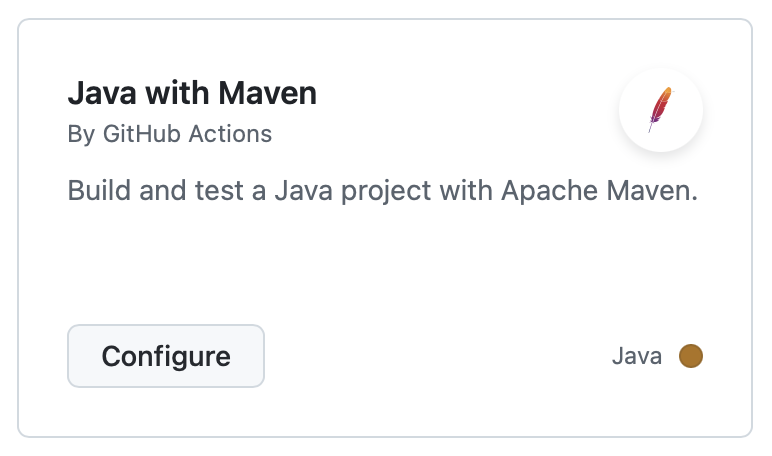 Java with Maven
By GitHub Actions
Build and test a Java project with Apache Maven.
Configure
Java